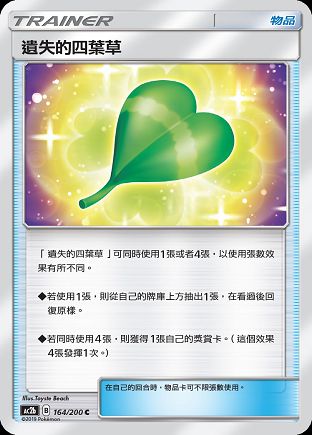 TRAINER 物品
遺失的四葉草
「遺失的四葉草」可同時使用1張或者4張，以使用張數效
果有所不同。
◆若使用1張，則從自己的牌庫上方抽出1張，在看過後回
復原樣。
◆若同時使用4張，則獲得1張自己的獎賞卡。（這個效果
4張發揮1次。）
Illus.Toyste Beach
在自己的回合時，物品卡可不限張數使用。
AC2b B 164/200 C
©2019 Pokémon